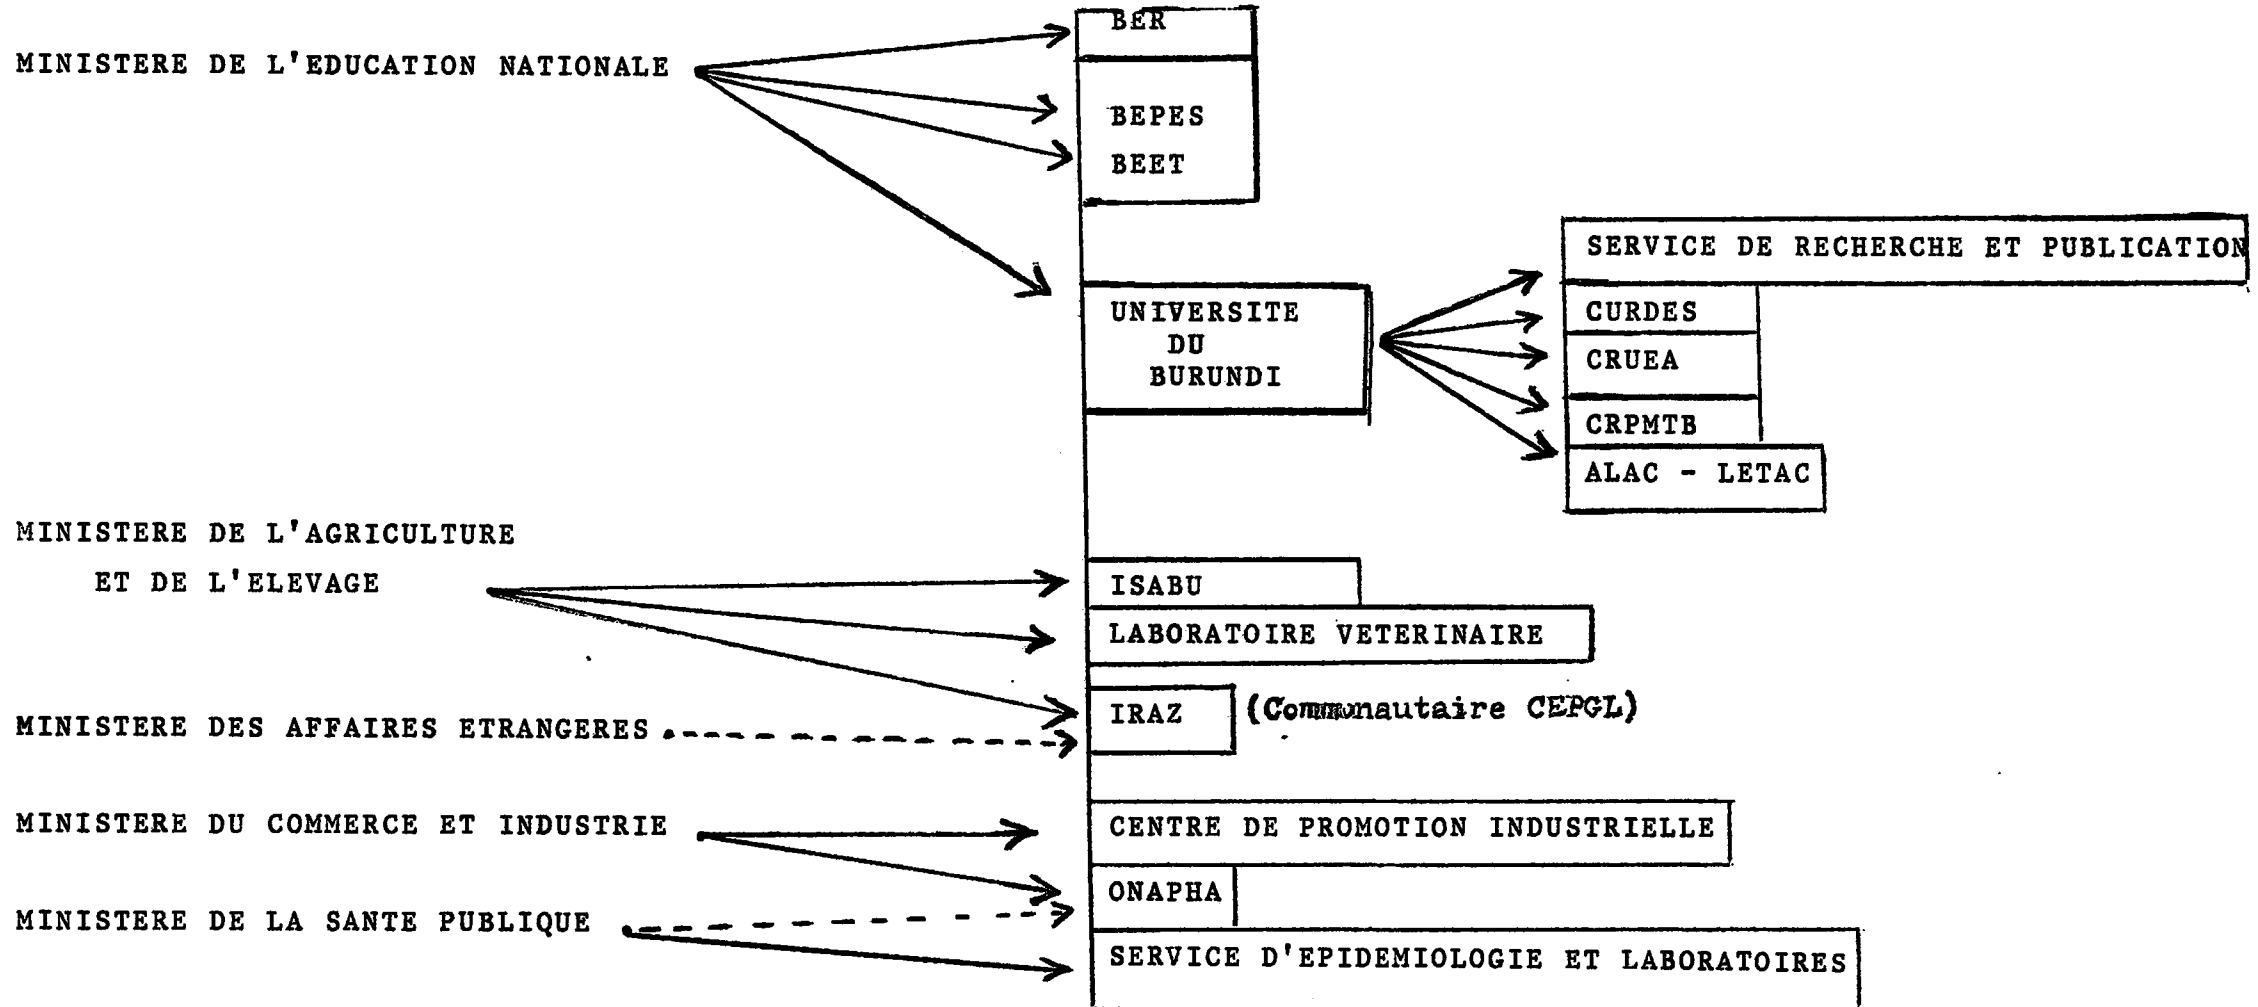 BER
MINISTERE DE L'EDUCATION NATIONALE
BEPES
BEET
SERVICE DE RECHERCHE ET PUBLICATION
UNIVERSITE
DU
BURUNDI
CURDES
CRUEA
CRPMTB
ALAC - LETAC
MINISTERE DE L'AGRICULTURE
ET DE L'ELEVAGE
ISABU
LABORATOIRE VETERINAIRE
IRAZ (Communautaire CEPGL)
MINISTERE DES AFFAIRES ETRANGERES
MINISTERE DU COMMERCE ET INDUSTRIE
CENTRE DE PROMOTION INDUSTRIELLE
ONAPHA
MINISTERE DE LA SANTE PUBLIQUE
SERVICE D'EPIDEMIOLOGIE ET LABORATOIRES